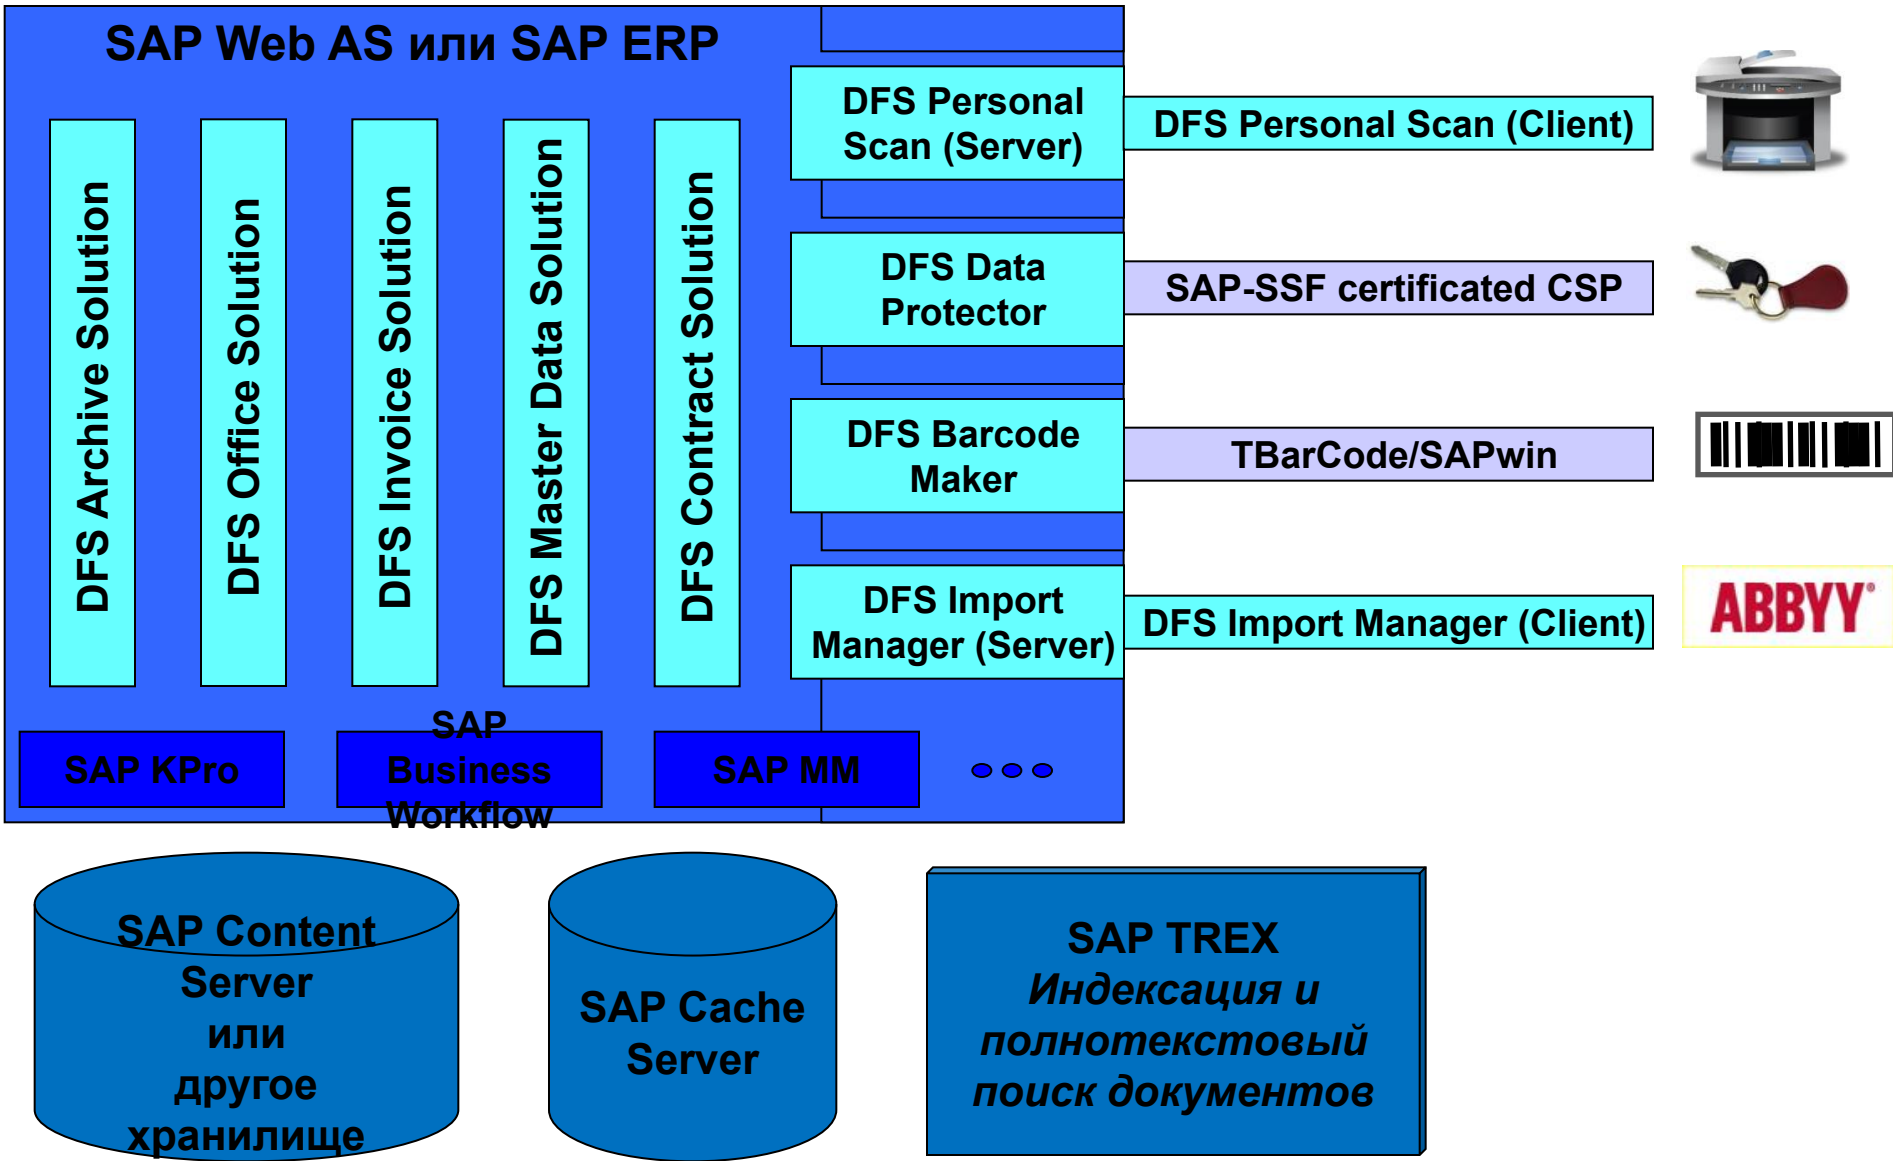 SAP Web AS или SAP ERP
DFS Archive Solution
DFS Office Solution
DFS Invoice Solution
DFS Master Data Solution
DFS Contract Solution
DFS Personal
Scan (Server)
DFS Personal Scan (Client)
DFS Data
Protector
SAP-SSF certificated CSP
DFS Barcode
Maker
TBarCode/SAPwin
DFS Import
Manager (Server)
DFS Import Manager (Client)
ABBYY®
SAP KPro
SAP
Business
Workflow
SAP MM
SAP Content
Server
или
другое
хранилище
SAP Cache
Server
SAP TREX
Индексация и
полнотекстовый
поиск документов